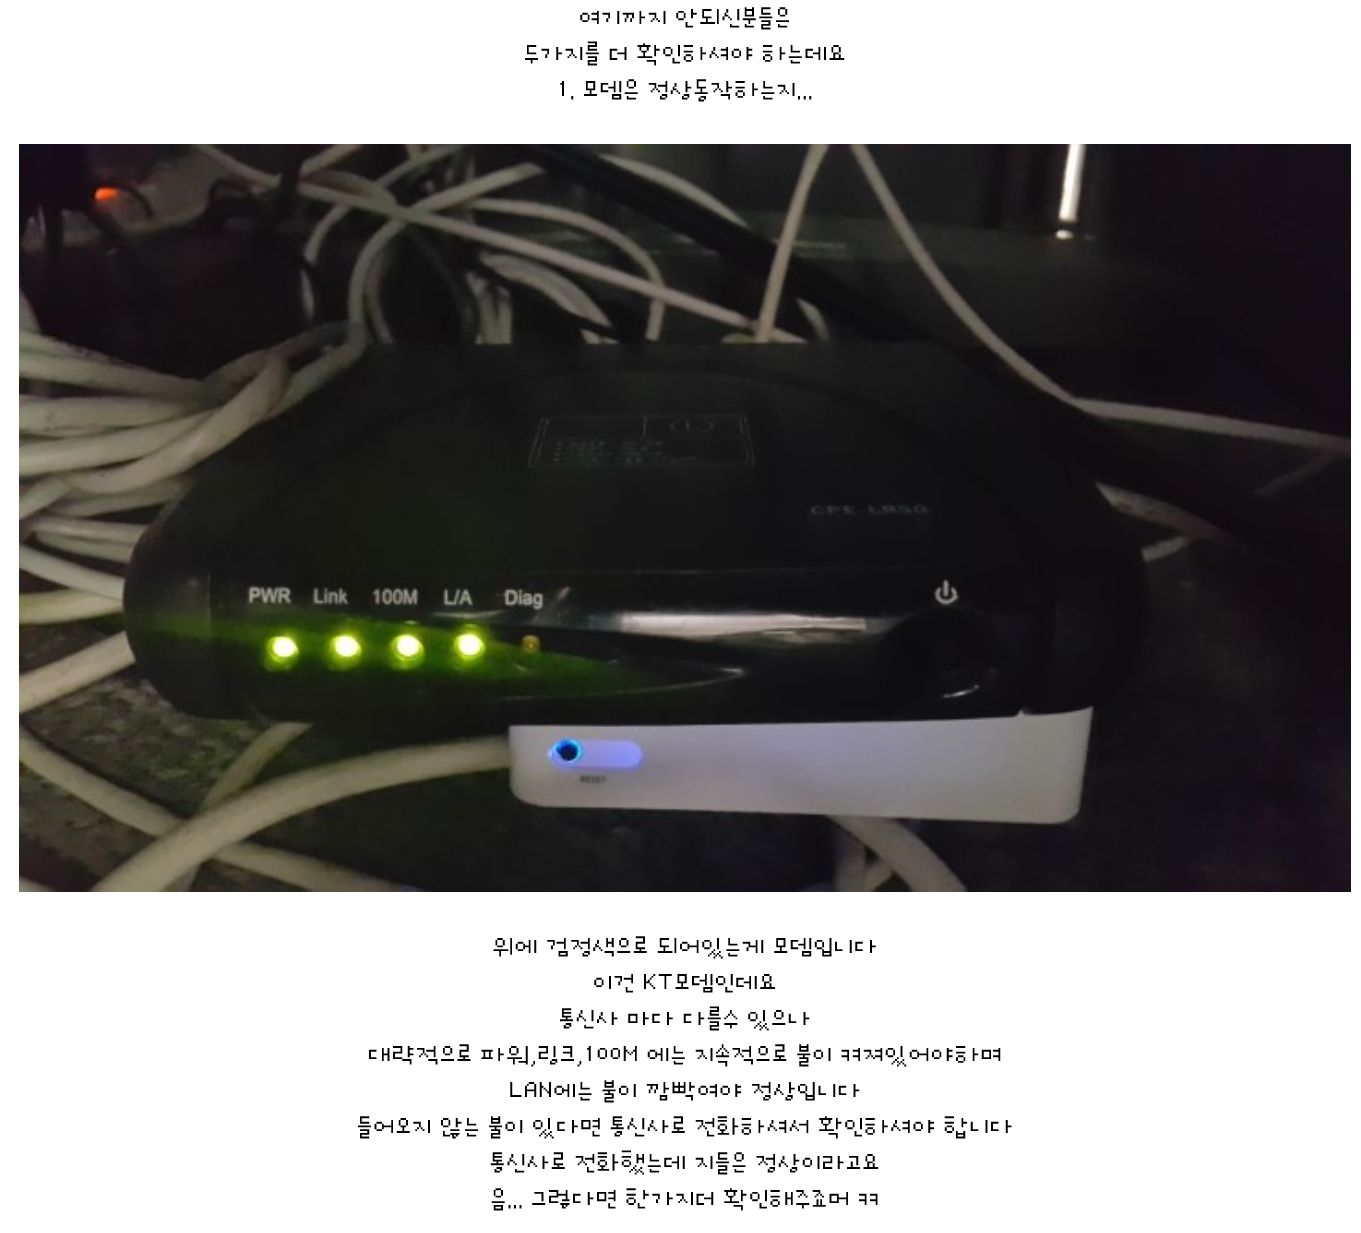 여기까지 안되신분들은
두가지를 더 확인하셔야 하는데요
1. 모뎀은 정상동작하는지...
CPE-LR50
PWR Link 100M L/A Diag
RESET
위에 검정색으로 되어있는게 모뎀입니다
이건 KT모뎀인데요
통신사 마다 다를수 있으나
대략적으로 파워,링크,100M 에는 지속적으로 불이 켜져있어야하며
LAN에는 불이 깜빡여야 정상입니다
들어오지 않는 불이 있다면 통신사로 전화하셔서 확인하셔야 합니다
통신사로 전화했는데 지들은 정상이라고요
음... 그렇다면 한가지더 확인해주죠머 ㅋㅋ